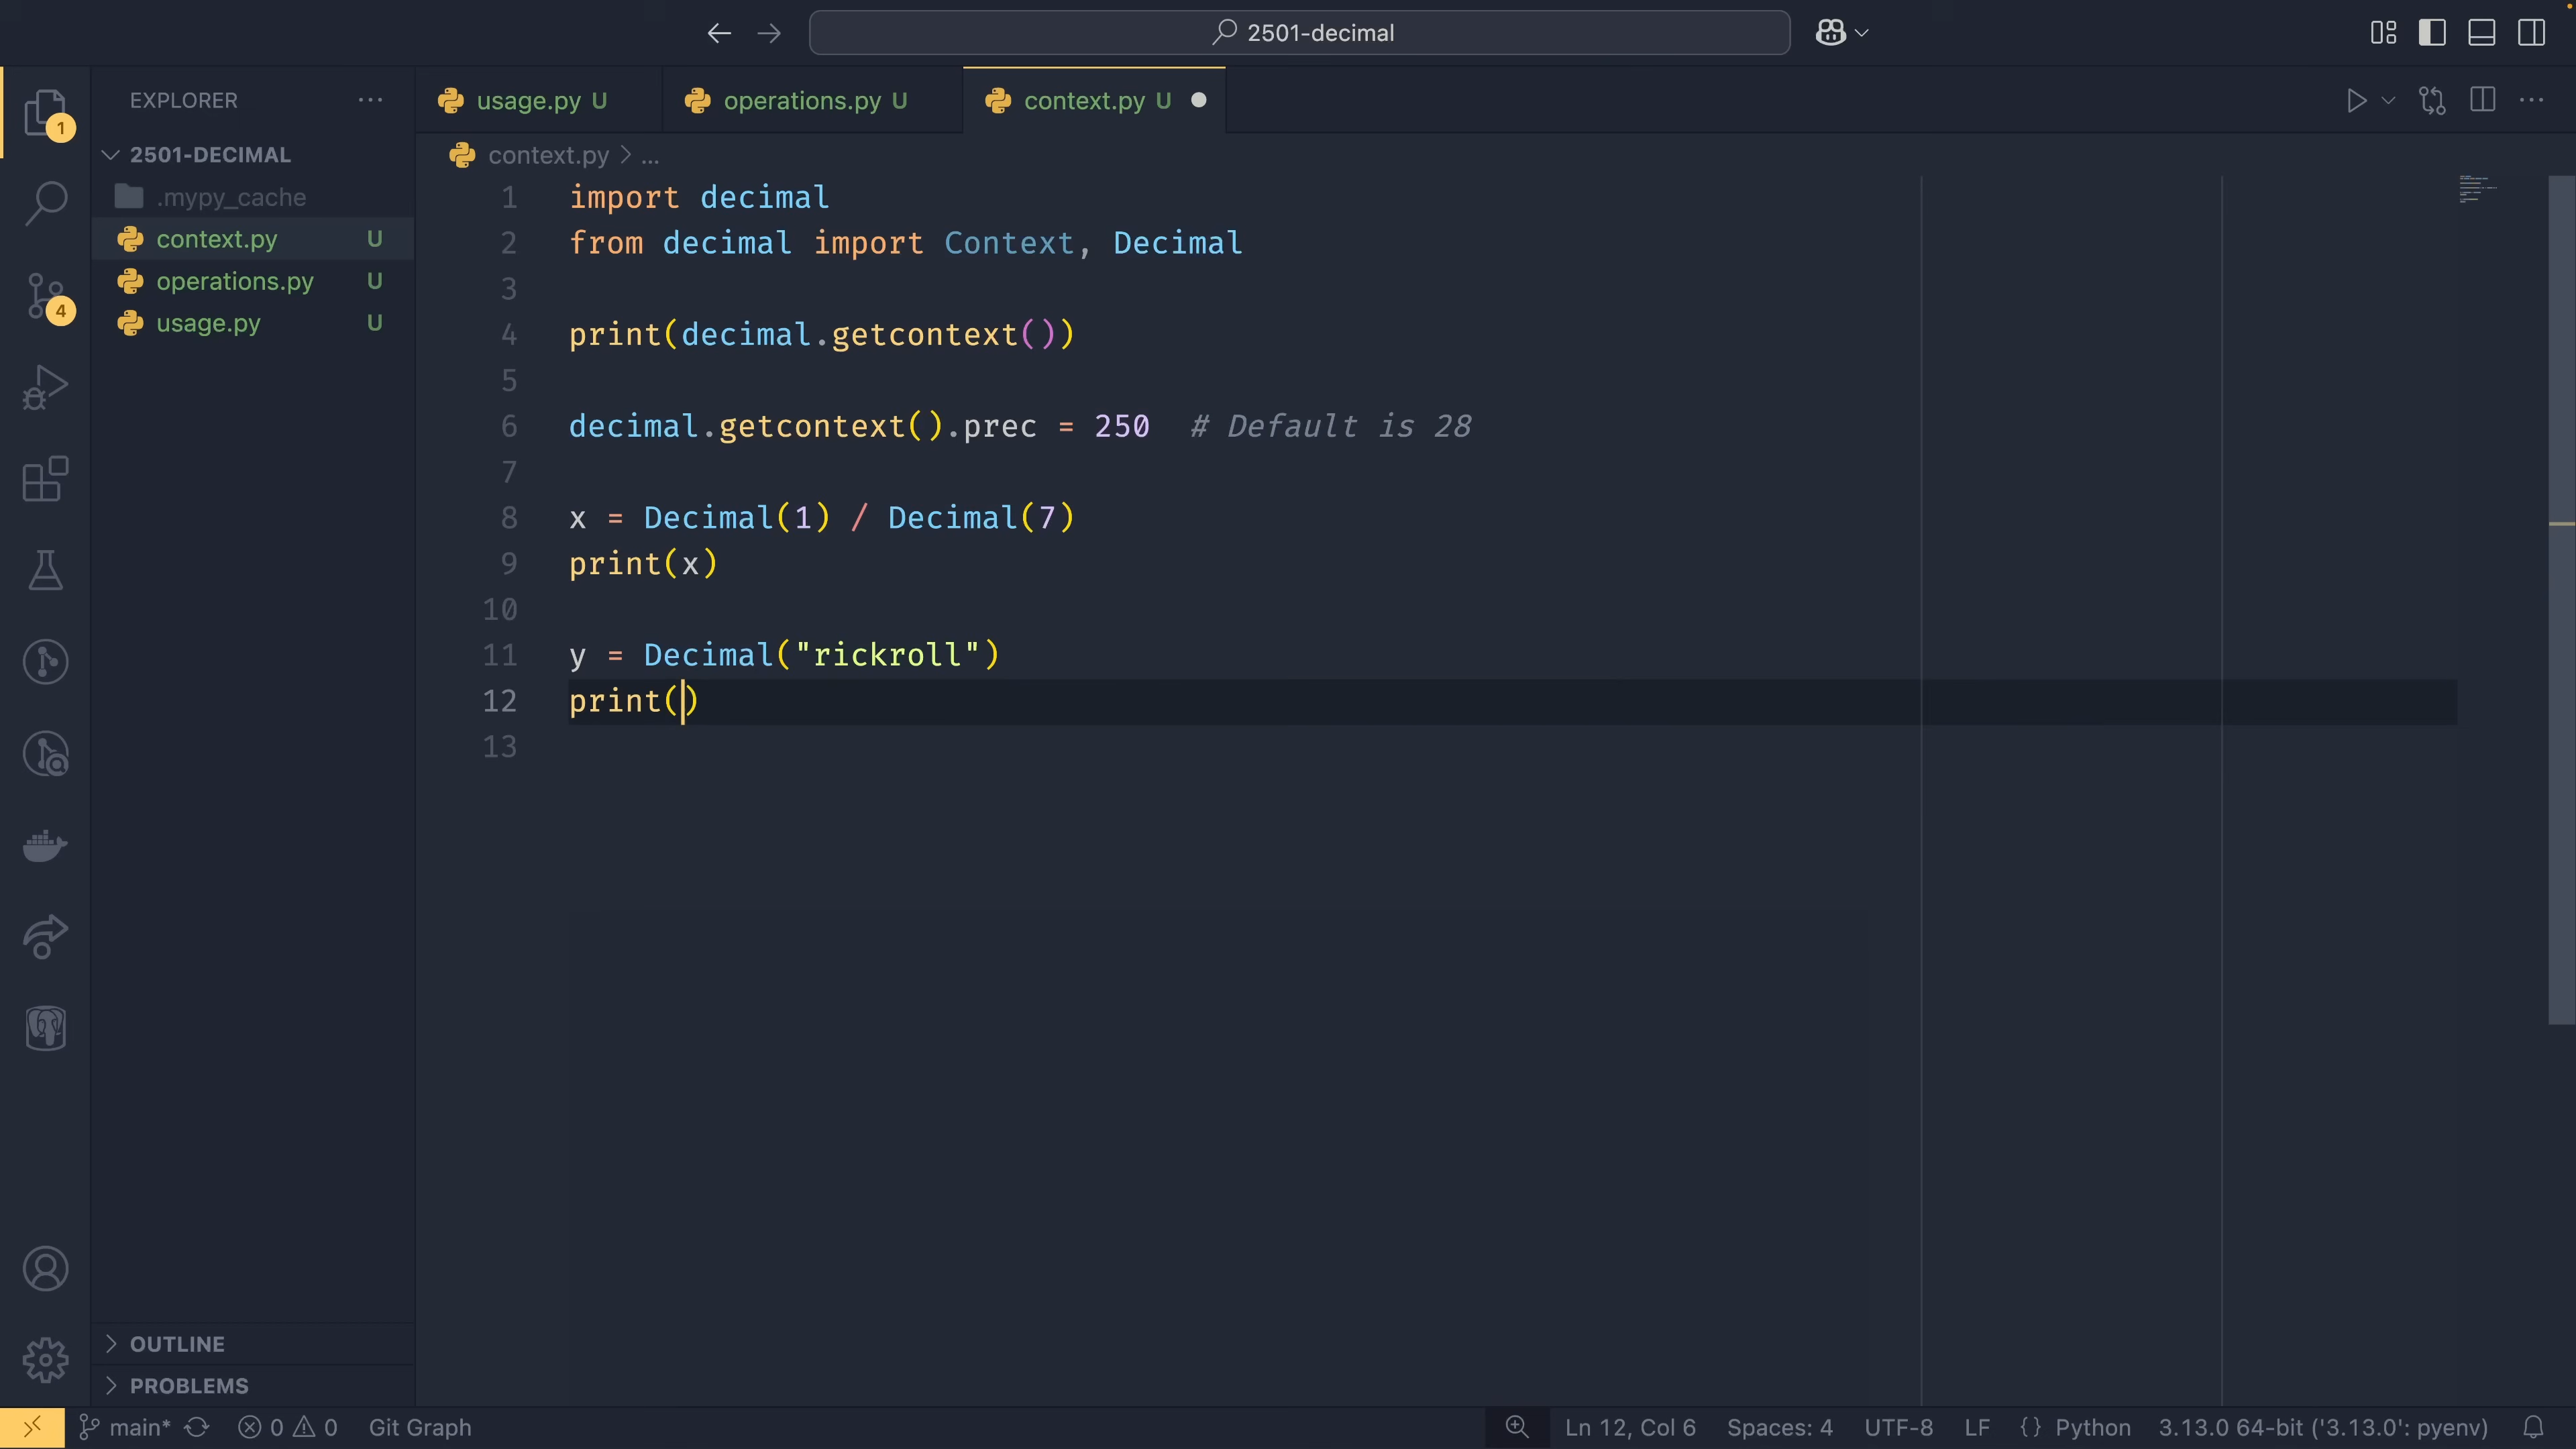 2501-decimal
EXPLORER
usage.py U
operations.py U
context.py U
1
2501-DECIMAL
.mypy_cache
context.py U
operations.py U
usage.py U
4
context.py > ...
1 import decimal
2 from decimal import Context, Decimal
3
4 print(decimal.getcontext())
5
6 decimal.getcontext().prec = 250  # Default is 28
7
8 x = Decimal(1) / Decimal(7)
9 print(x)
10
11 y = Decimal("rickroll")
12 print()
13
OUTLINE
PROBLEMS
main* 0 0 Git Graph Ln 12, Col 6 Spaces: 4 UTF-8 LF {} Python 3.13.0 64-bit ('3.13.0': pyenv)